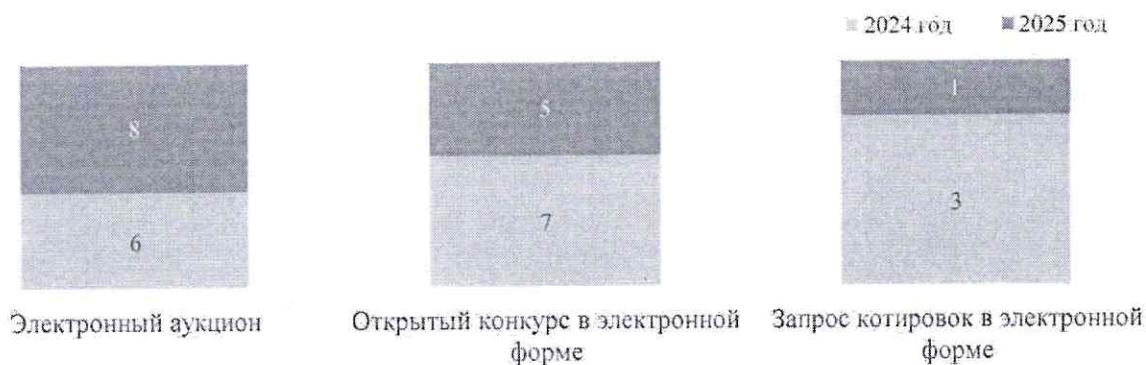 2024 год 2025 год
8
5
1
6
7
3
Электронный аукцион
Открытый конкурс в электронной
форме
Запрос котировок в электронной
форме